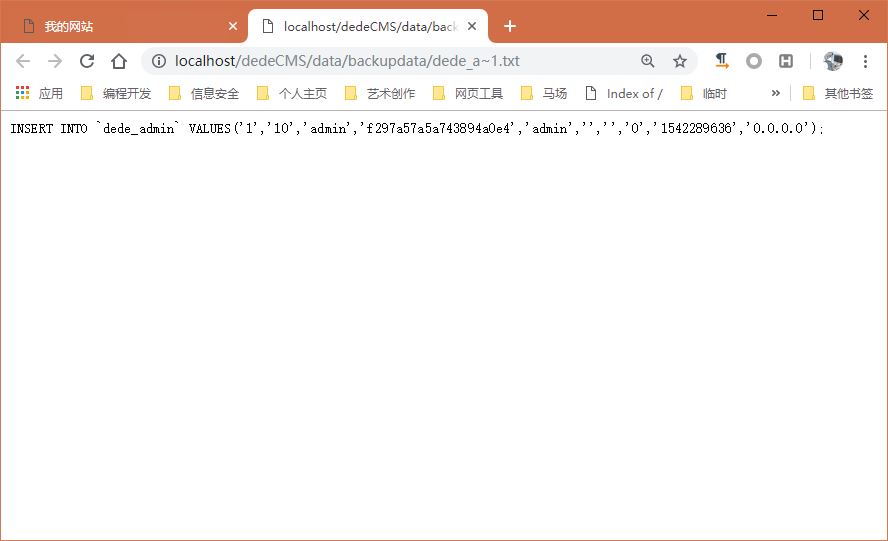 我的网站
localhost/dedeCMS/data/back
localhost/dedeCMS/data/backupdata/dede_a~1.txt
应用 编程开发 信息安全 个人主页 艺术创作 网页工具 马场 Index of / 临时 » 其他书签
INSERT INTO `dede_admin` VALUES('1','10','admin','f297a57a5a743894a0e4','admin','','','0','1542289636','0.0.0.0');